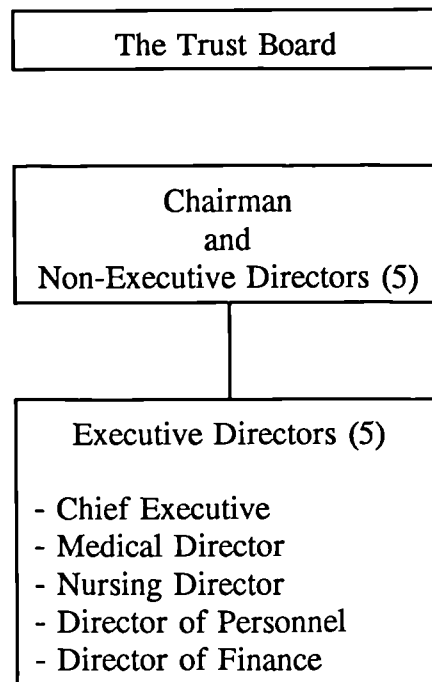 The Trust Board
Chairman
and
Non-Executive Directors (5)
Executive Directors (5)
- Chief Executive
- Medical Director
- Nursing Director
- Director of Personnel
- Director of Finance